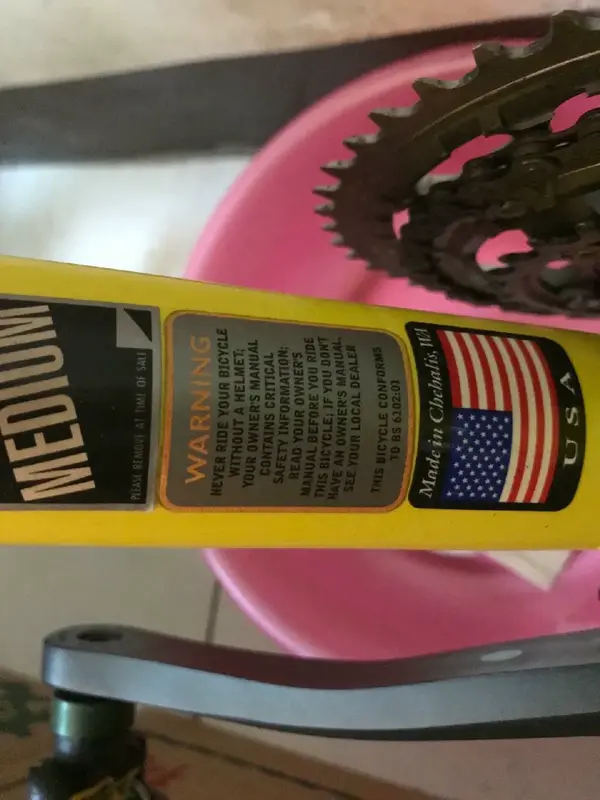 MEDIUM
PLEASE REMOVE AT TIME OF SALE
WARNING
NEVER RIDE YOUR BICYCLE
WITHOUT A HELMET;
YOUR OWNER'S MANUAL
CONTAINS CRITICAL
SAFETY INFORMATION;
READ YOUR OWNER'S
MANUAL BEFORE YOU RIDE
THIS BICYCLE; IF YOU DON'T
HAVE AN OWNER'S MANUAL,
SEE YOUR LOCAL DEALER
THIS BICYCLE CONFORMS
TO BS 6102:01
Made in Chehalis, WA
USA